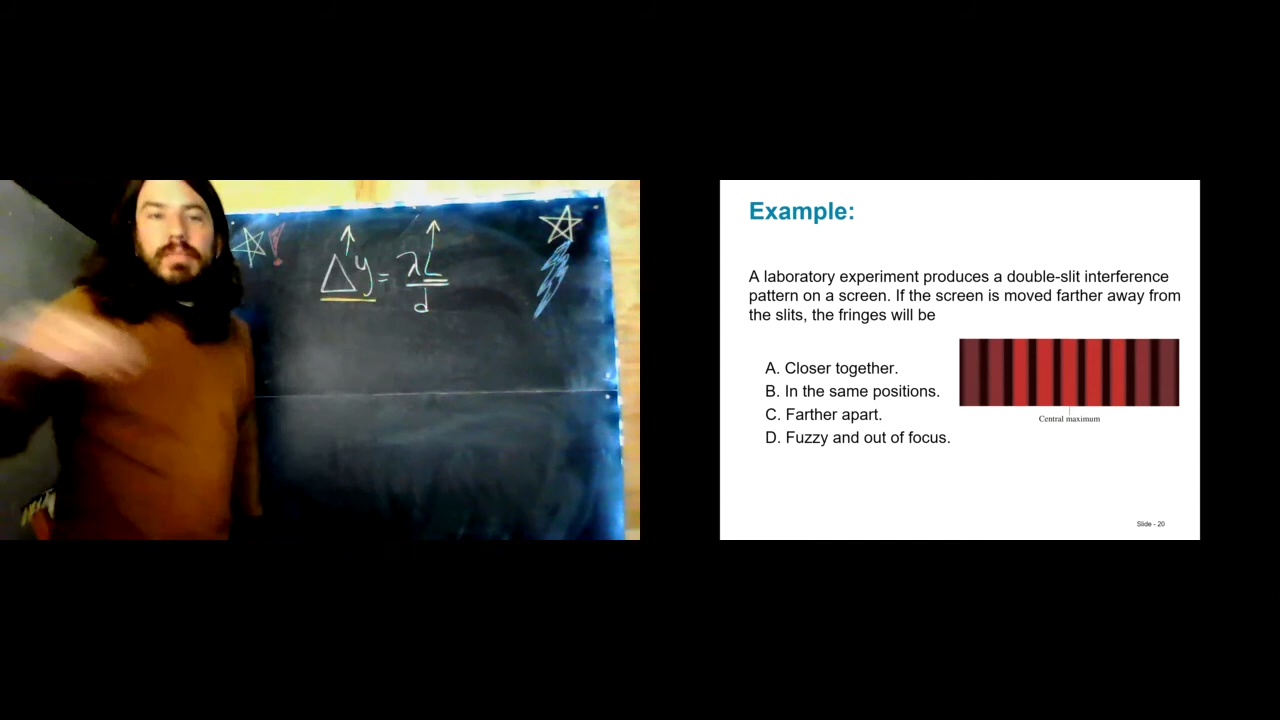 Δy = λL
d
Example:
A laboratory experiment produces a double-slit interference
pattern on a screen. If the screen is moved farther away from
the slits, the fringes will be
A. Closer together.
B. In the same positions.
C. Farther apart.
D. Fuzzy and out of focus.
Central maximum
Slide - 20